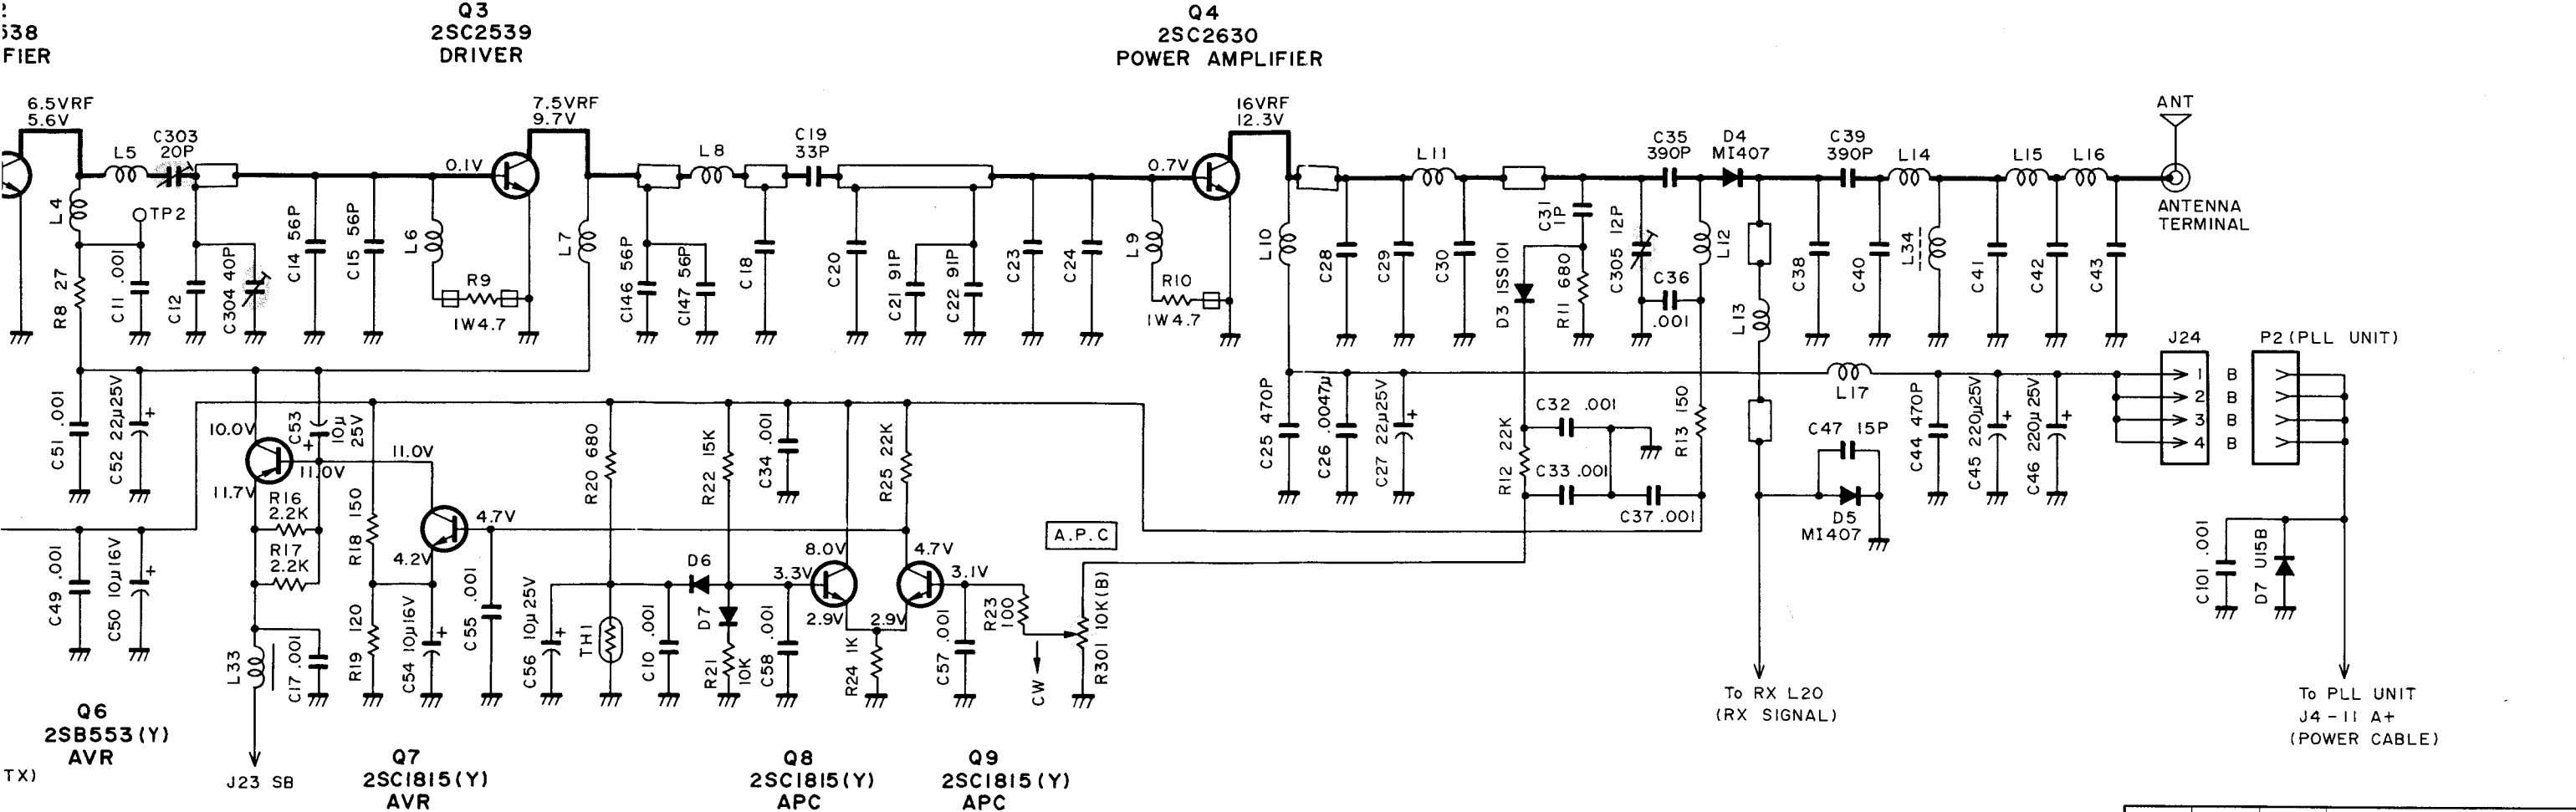 538
FIER
Q3
2SC2539
DRIVER
Q4
2SC2630
POWER AMPLIFIER
6.5VRF
5.6V
L5
C303
20P
0.1V
7.5VRF
9.7V
L8
C19
33P
0.7V
16VRF
12.3V
L11
C35
390P
D4
MI407
C39
390P
L14
L15
L16
ANT
ANTENNA
TERMINAL
L4
TP2
R8 27
C11 .001
C12
C304 40P
C14 56P
C15 56P
L6
R9
1W4.7
L7
C146 56P
C147 56P
C18
C20
C21 91P
C22 91P
C23
C24
L9
R10
1W4.7
L10
C28
C29
C30
C31
1P
D3 1SS101
R11 680
C305 12P
C36
.001
L12
L13
C38
C40
L34
C41
C42
C43
J24
P2 (PLL UNIT)
1 B
2 B
3 B
4 B
L17
C51 .001
C52 22µ25V
10.0V
C53
10µ
25V
11.0V
11.0V
11.7V
R16
2.2K
R17
2.2K
R18 150
4.7V
4.2V
R20 680
R22 15K
C34 .001
R25 22K
C25 470P
C26 .0047µ
C27 22µ25V
C32 .001
R12 22K
C33 .001
C37 .001
R13 150
C47 15P
D5
MI407
C44 470P
C45 220µ25V
C46 220µ25V
A.P.C
C49 .001
C50 10µ16V
L33
C17 .001
R19 120
C54 10µ16V
C55 .001
C56 10µ25V
TH1
C10 .001
D6
D7
R21
10K
C58 .001
8.0V
3.3V
2.9V
4.7V
3.1V
2.9V
R24 1K
C57 .001
R23
100
CW
R301 10K(B)
C101 .001
D7 U15B
To RX L20
(RX SIGNAL)
To PLL UNIT
J4-11 A+
(POWER CABLE)
Q6
2SB553(Y)
AVR
TX)
J23 SB
Q7
2SC1815(Y)
AVR
Q8
2SC1815(Y)
APC
Q9
2SC1815(Y)
APC